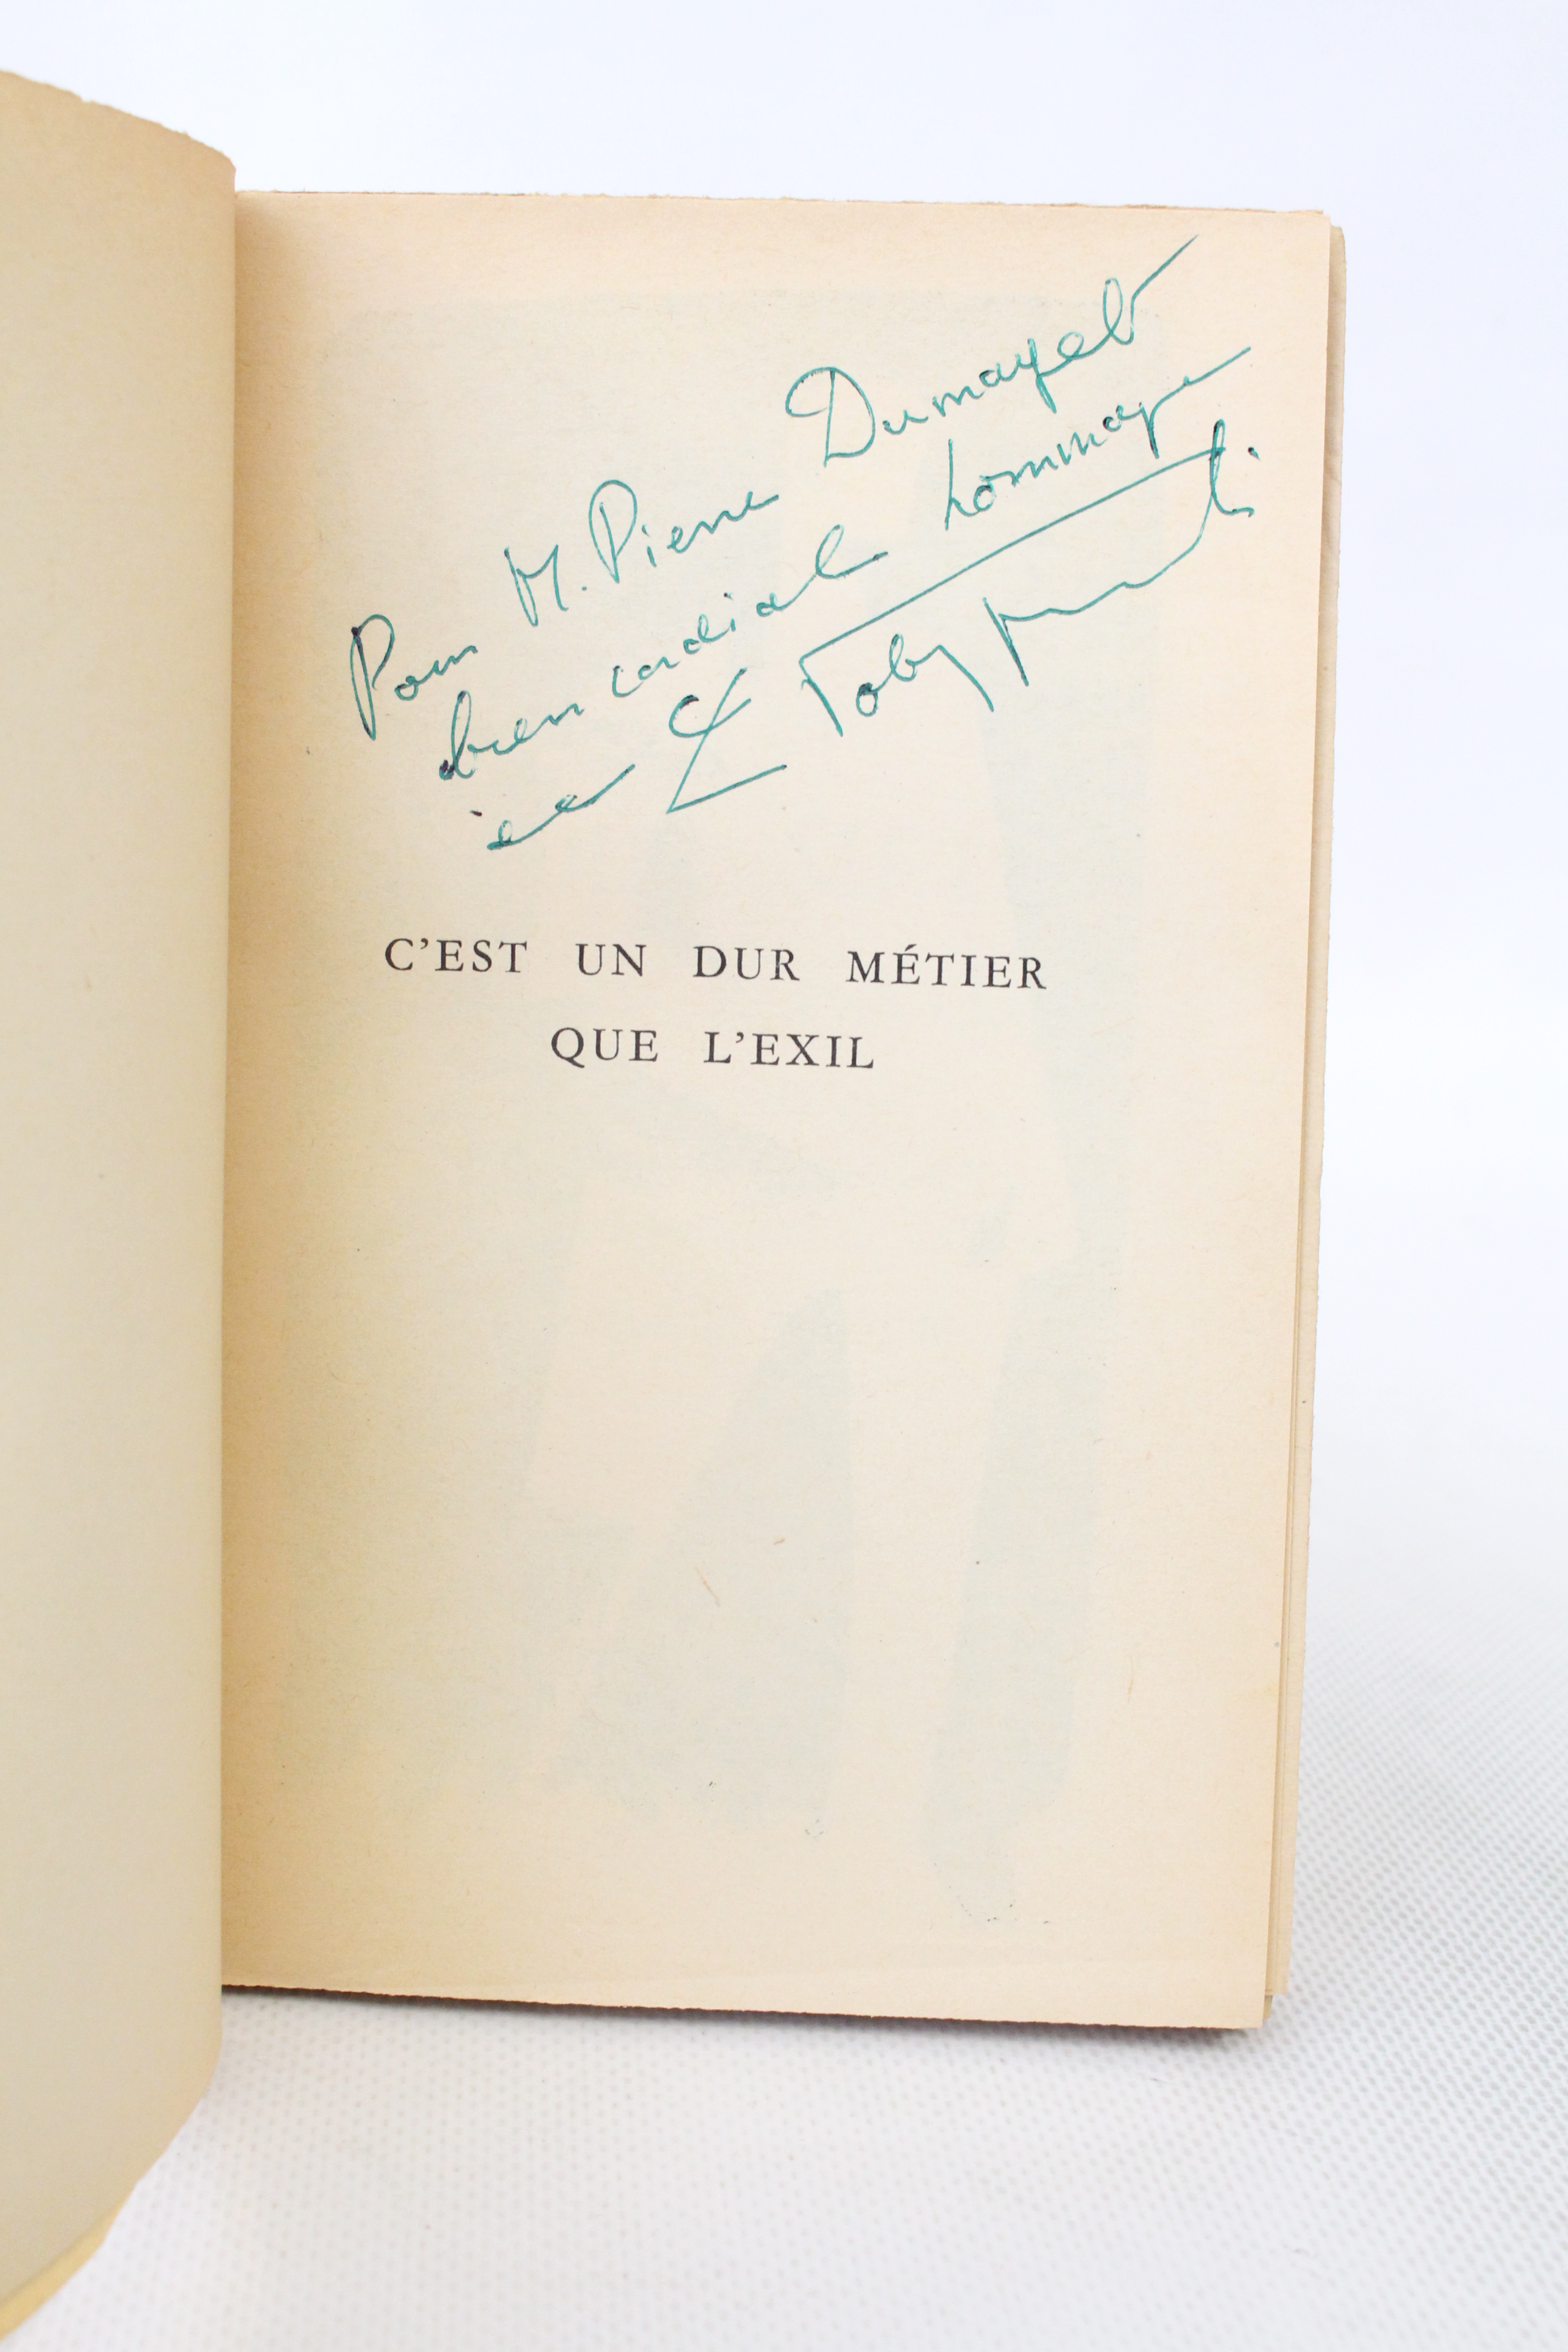 Pour M. Pierre Dumayet
bien cordial hommage
C'EST UN DUR MÉTIER
QUE L'EXIL